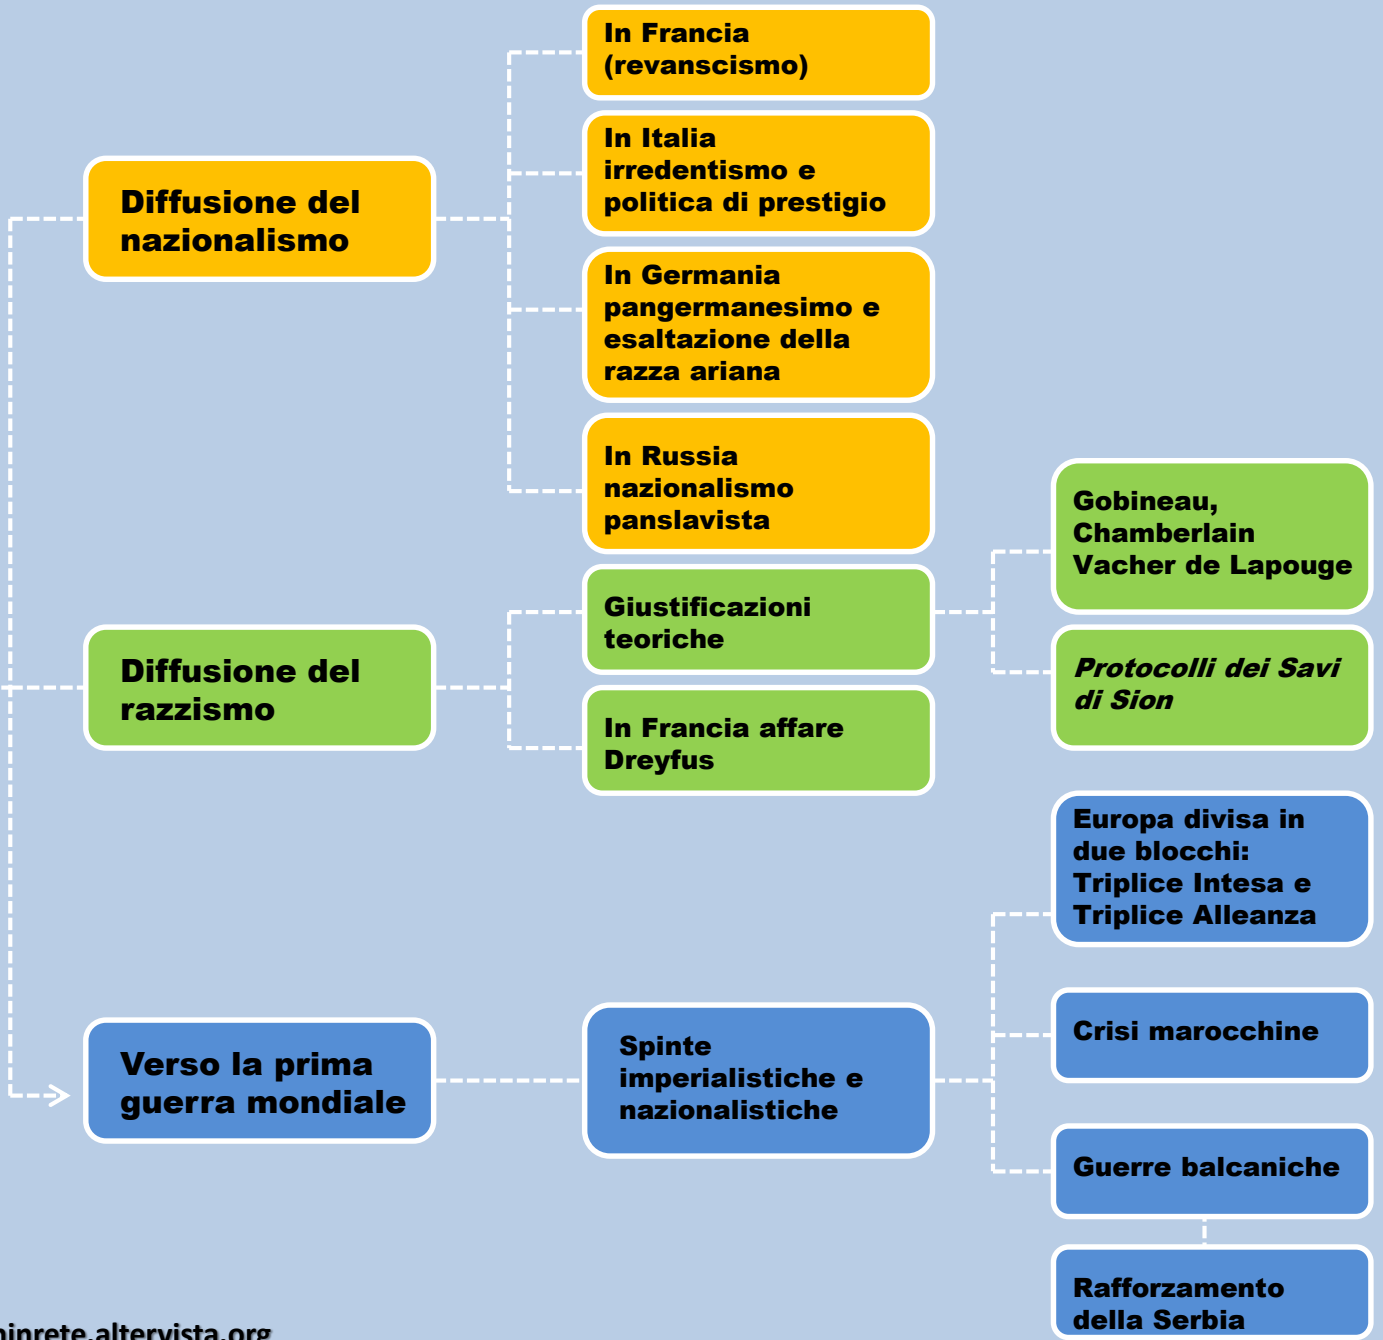 In Francia
(revanscismo)
In Italia
irredentismo e
politica di prestigio
Diffusione del
nazionalismo
In Germania
pangermanesimo e
esaltazione della
razza ariana
In Russia
nazionalismo
panslavista
Gobineau,
Chamberlain
Vacher de Lapouge
Giustificazioni
teoriche
Diffusione del
razzismo
Protocolli dei Savi
di Sion
In Francia affare
Dreyfus
Europa divisa in
due blocchi:
Triplice Intesa e
Triplice Alleanza
Verso la prima
guerra mondiale
Spinte
imperialistiche e
nazionalistiche
Crisi marocchine
Guerre balcaniche
Rafforzamento
della Serbia
inrete.altervista.org